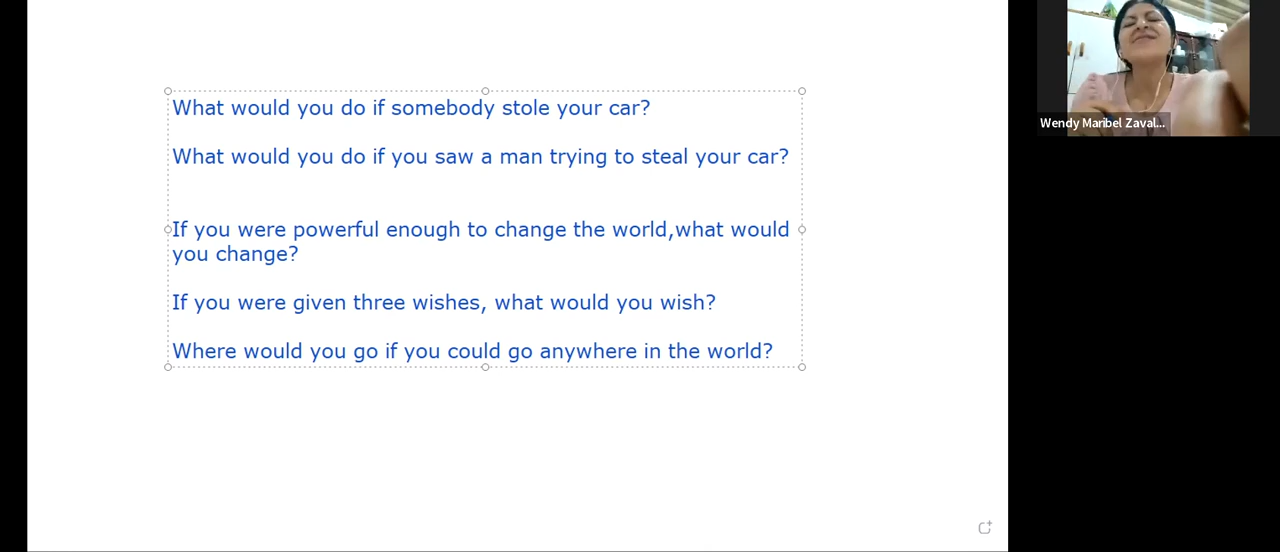 What would you do if somebody stole your car?
What would you do if you saw a man trying to steal your car?
If you were powerful enough to change the world,what would
you change?
If you were given three wishes, what would you wish?
Where would you go if you could go anywhere in the world?
Wendy Maribel Zaval...